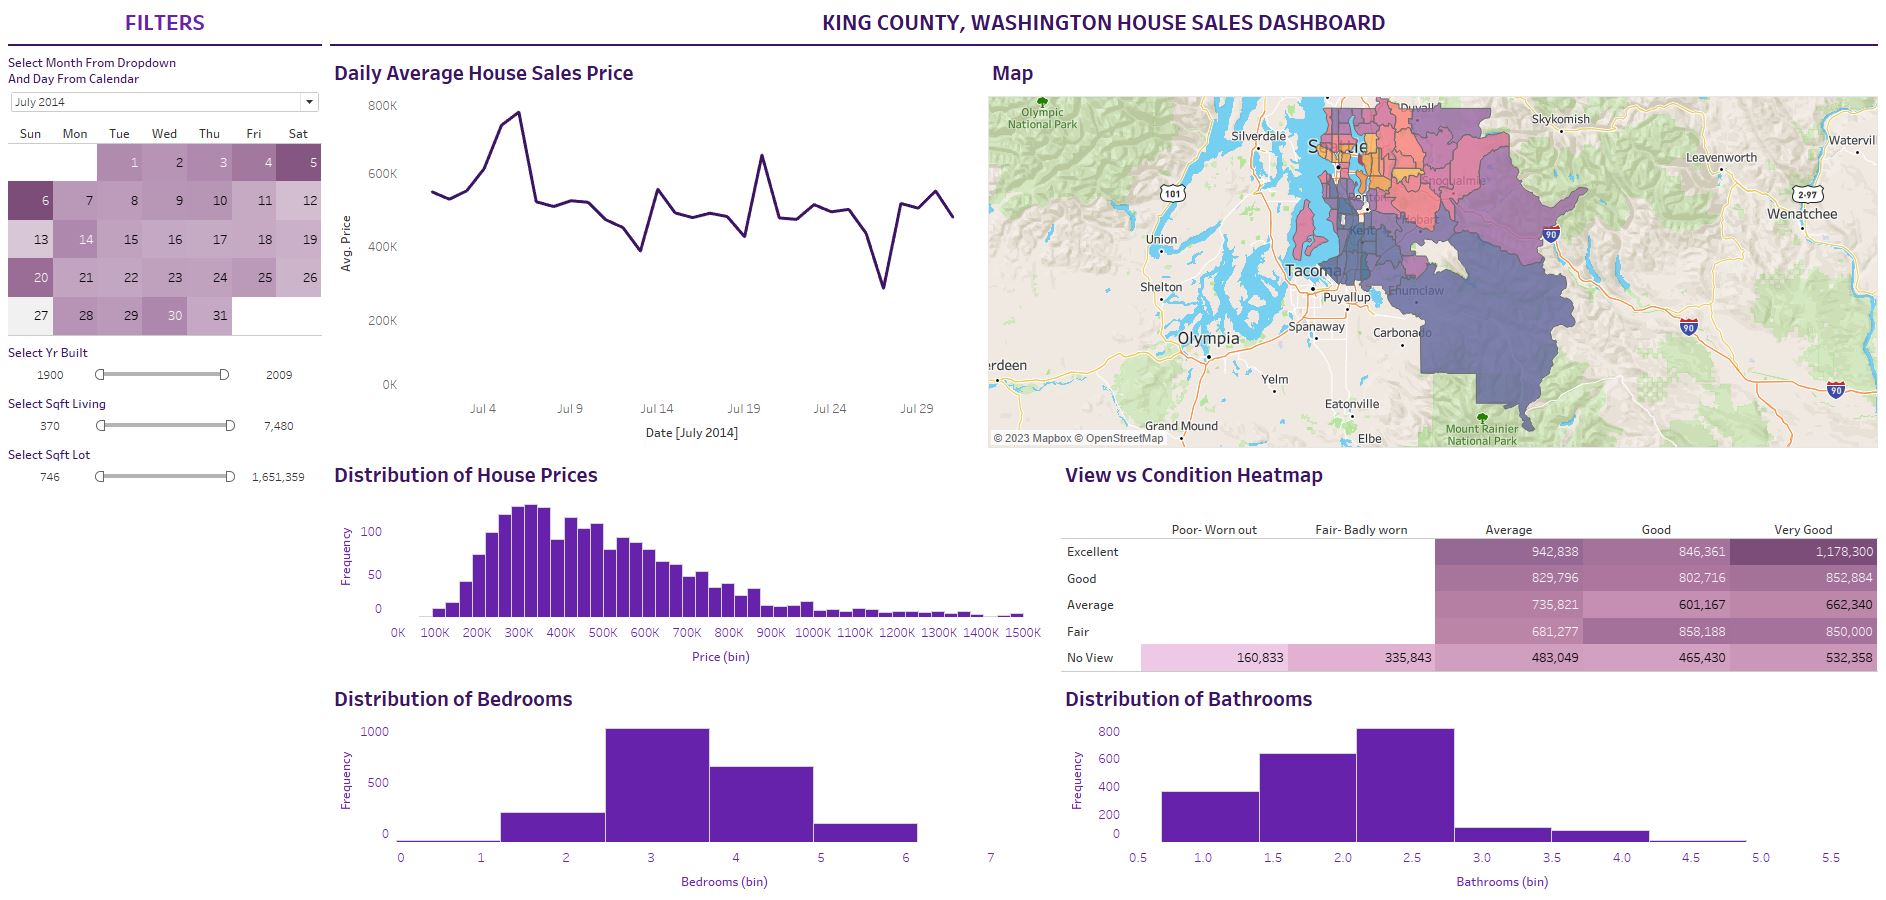 FILTERS
KING COUNTY, WASHINGTON HOUSE SALES DASHBOARD
Select Month From Dropdown
And Day From Calendar
July 2014
Sun Mon Tue Wed Thu Fri Sat
1 2 3 4 5
6 7 8 9 10 11 12
13 14 15 16 17 18 19
20 21 22 23 24 25 26
27 28 29 30 31
Select Yr Built
1900 2009
Select Sqft Living
370 7,480
Select Sqft Lot
746 1,651,359
Daily Average House Sales Price
800K
600K
400K
200K
0K
Avg. Price
Jul 4 Jul 9 Jul 14 Jul 19 Jul 24 Jul 29
Date [July 2014]
Map
Olympic
National Park
Duvall
Skykomish
Silverdale
Watervil
Leavenworth
Snoqualmie
101
2-97
Wenatchee
Hobart
Kent
90
Union
Tacoma
Shelton
Puyallup
Enumclaw
Spanaway
Carbonado
90
Olympia
rdeen
Yelm
90
Eatonville
Grand Mound
Elbe
Mount Rainier
National Park
© 2023 Mapbox © OpenStreetMap
Distribution of House Prices
100
50
0
Frequency
0K 100K 200K 300K 400K 500K 600K 700K 800K 900K 1000K 1100K 1200K 1300K 1400K 1500K
Price (bin)
View vs Condition Heatmap
Poor- Worn out Fair- Badly worn Average Good Very Good
Excellent 942,838 846,361 1,178,300
Good 829,796 802,716 852,884
Average 735,821 601,167 662,340
Fair 681,277 858,188 850,000
No View 160,833 335,843 483,049 465,430 532,358
Distribution of Bedrooms
1000
500
0
Frequency
0 1 2 3 4 5 6 7
Bedrooms (bin)
Distribution of Bathrooms
800
600
400
200
0
Frequency
0.5 1.0 1.5 2.0 2.5 3.0 3.5 4.0 4.5 5.0 5.5
Bathrooms (bin)